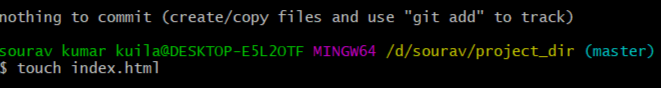 nothing to commit (create/copy files and use "git add" to track)
sourav kumar kuila@DESKTOP-E5L2OTF MINGW64 /d/sourav/project_dir (master)
$ touch index.html